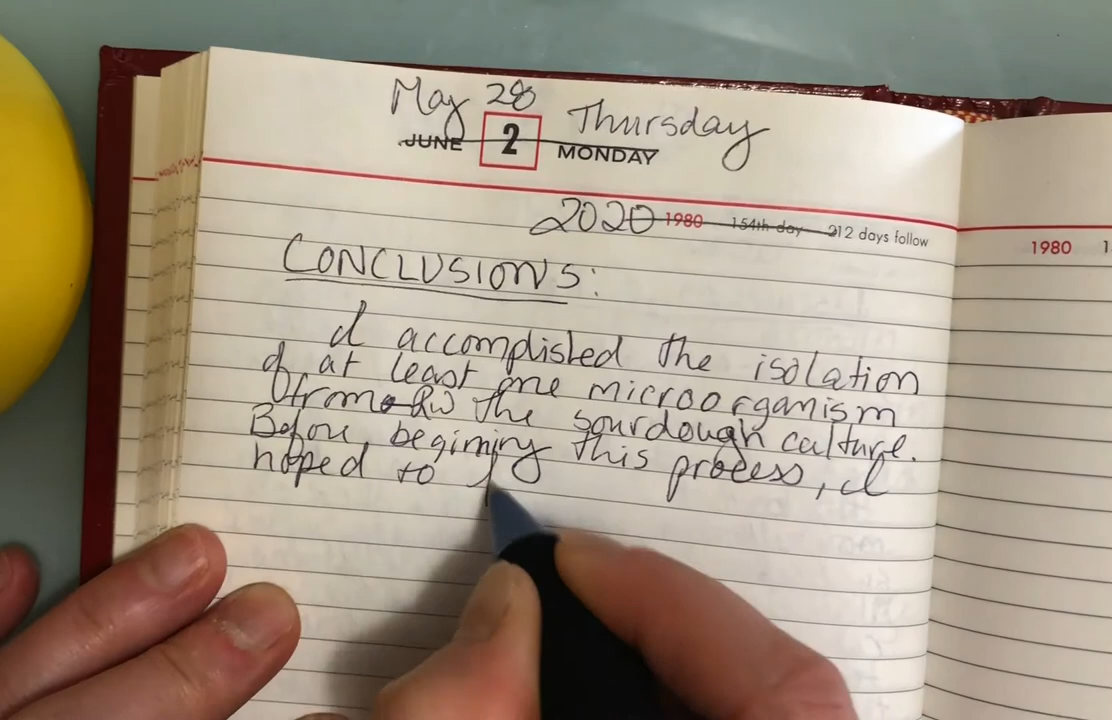 May 28 Thursday
JUNE 2 MONDAY
2020 1980 154th day 212 days follow
1980 1
CONCLUSIONS:
I accomplished the isolation
of at least one microorganism
from the sourdough culture.
Before beginning this process, I
hoped to